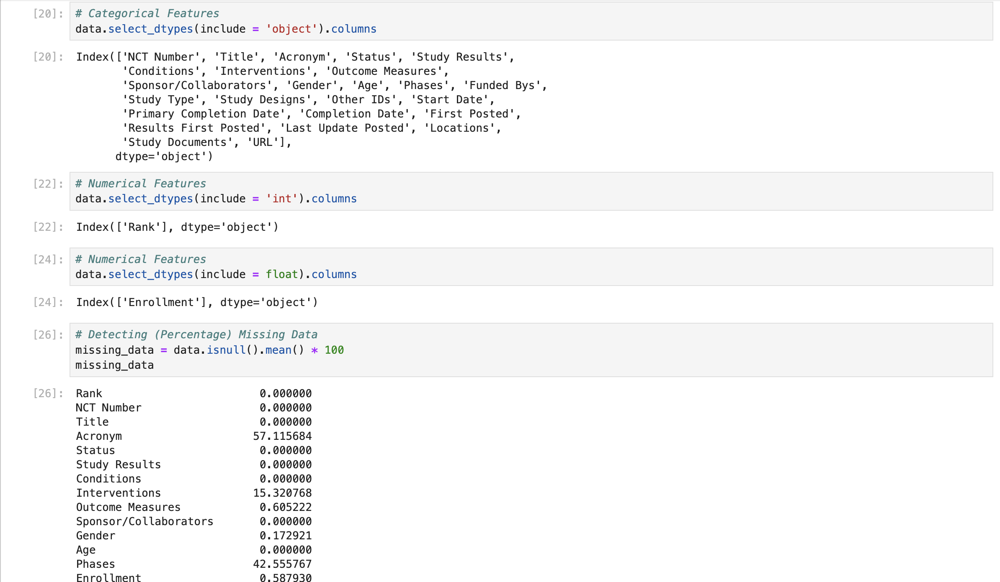 [20]: # Categorical Features
data.select_dtypes(include = 'object').columns
[20]: Index(['NCT Number', 'Title', 'Acronym', 'Status', 'Study Results',
'Conditions', 'Interventions', 'Outcome Measures',
'Sponsor/Collaborators', 'Gender', 'Age', 'Phases', 'Funded Bys',
'Study Type', 'Study Designs', 'Other IDs', 'Start Date',
'Primary Completion Date', 'Completion Date', 'First Posted',
'Results First Posted', 'Last Update Posted', 'Locations',
'Study Documents', 'URL'],
dtype='object')
[22]: # Numerical Features
data.select_dtypes(include = 'int').columns
[22]: Index(['Rank'], dtype='object')
[24]: # Numerical Features
data.select_dtypes(include = float).columns
[24]: Index(['Enrollment'], dtype='object')
[26]: # Detecting (Percentage) Missing Data
missing_data = data.isnull().mean() * 100
missing_data
[26]: Rank 0.000000
NCT Number 0.000000
Title 0.000000
Acronym 57.115684
Status 0.000000
Study Results 0.000000
Conditions 0.000000
Interventions 15.320768
Outcome Measures 0.605222
Sponsor/Collaborators 0.000000
Gender 0.172921
Age 0.000000
Phases 42.555767
Enrollment 0.587930